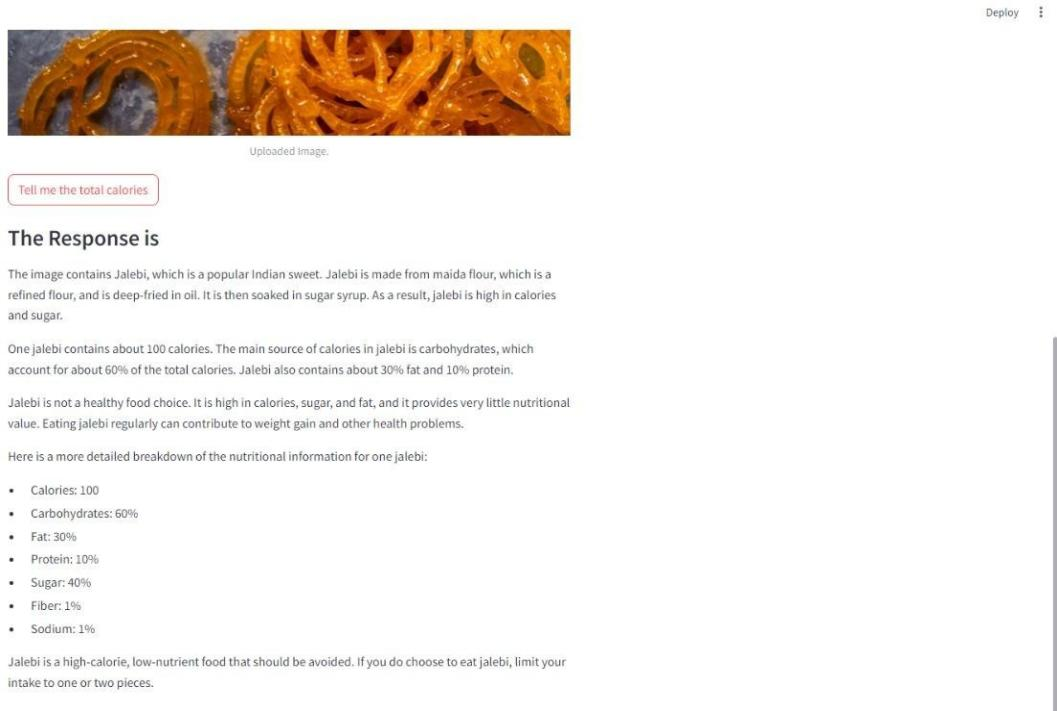 Deploy
Uploaded Image.
Tell me the total calories
The Response is
The image contains Jalebi, which is a popular Indian sweet. Jalebi is made from maida flour, which is a
refined flour, and is deep-fried in oil. It is then soaked in sugar syrup. As a result, jalebi is high in calories
and sugar.
One jalebi contains about 100 calories. The main source of calories in jalebi is carbohydrates, which
account for about 60% of the total calories. Jalebi also contains about 30% fat and 10% protein.
Jalebi is not a healthy food choice. It is high in calories, sugar, and fat, and it provides very little nutritional
value. Eating jalebi regularly can contribute to weight gain and other health problems.
Here is a more detailed breakdown of the nutritional information for one jalebi:
• Calories: 100
• Carbohydrates: 60%
• Fat: 30%
• Protein: 10%
• Sugar: 40%
• Fiber: 1%
• Sodium: 1%
Jalebi is a high-calorie, low-nutrient food that should be avoided. If you do choose to eat jalebi, limit your
intake to one or two pieces.